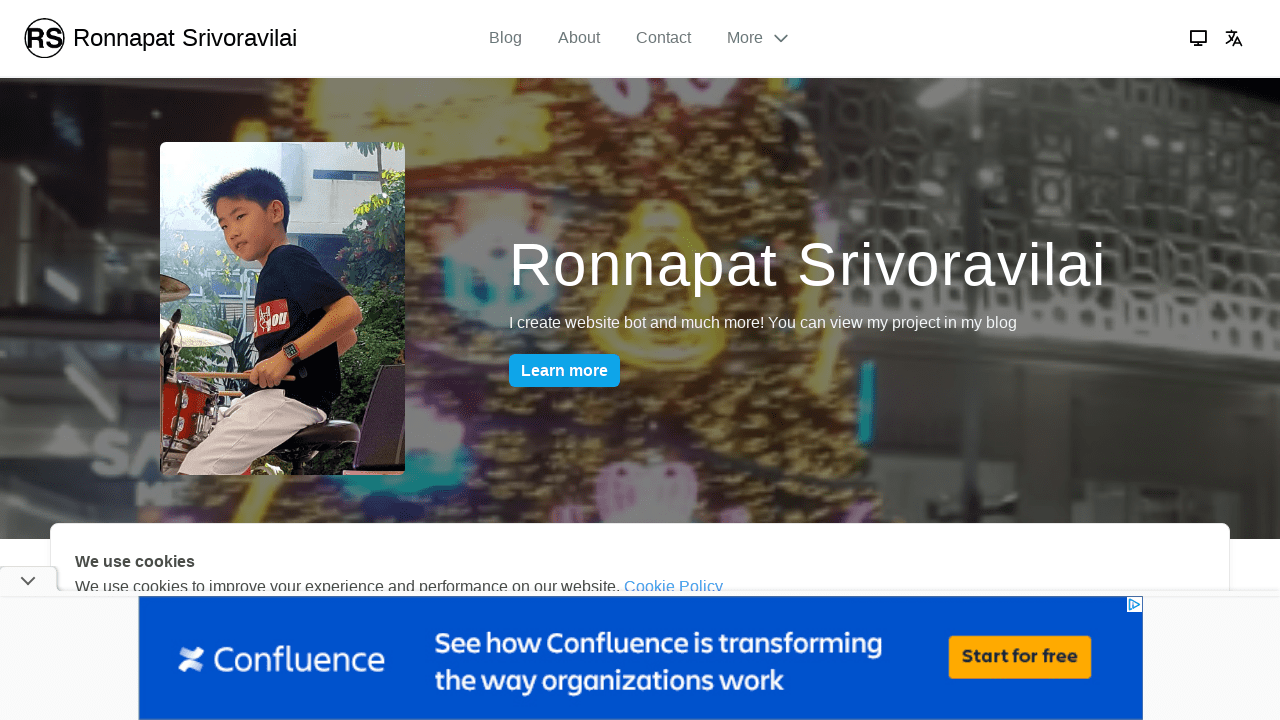 RS Ronnapat Srivoravilai
Blog About Contact More
Ronnapat Srivoravilai
I create website bot and much more! You can view my project in my blog
Learn more
We use cookies
We use cookies to improve your experience and performance on our website. Cookie Policy
Confluence
See how Confluence is transforming
the way organizations work
Start for free